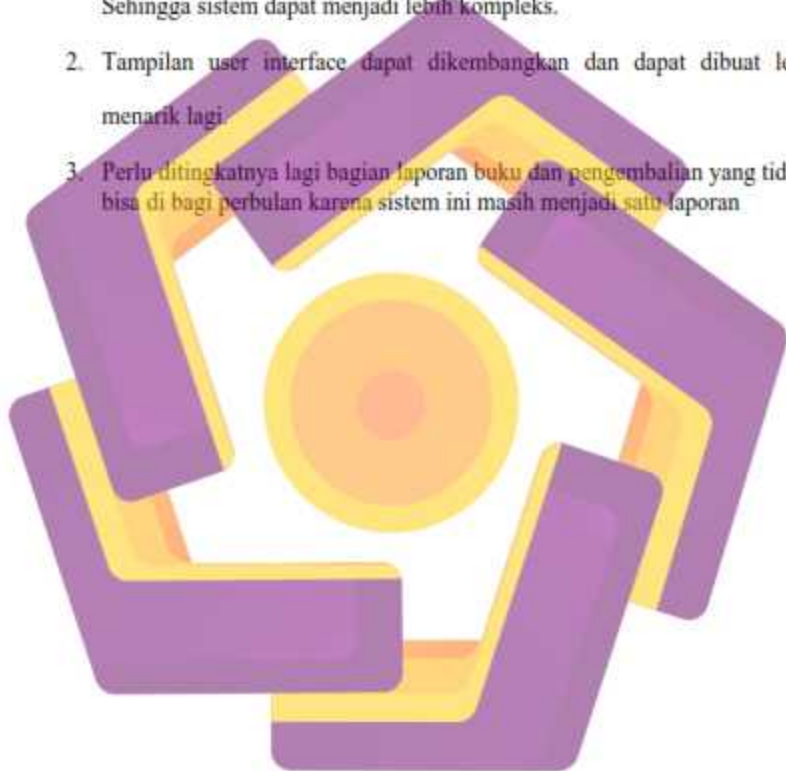 Sehingga sistem dapat menjadi lebih kompleks.
2. Tampilan user interface dapat dikembangkan dan dapat dibuat le
menarik lagi.
3. Perlu ditingkatnya lagi bagian laporan buku dan pengembalian yang tid
bisa di bagi perbulan karena sistem ini masih menjadi satu laporan